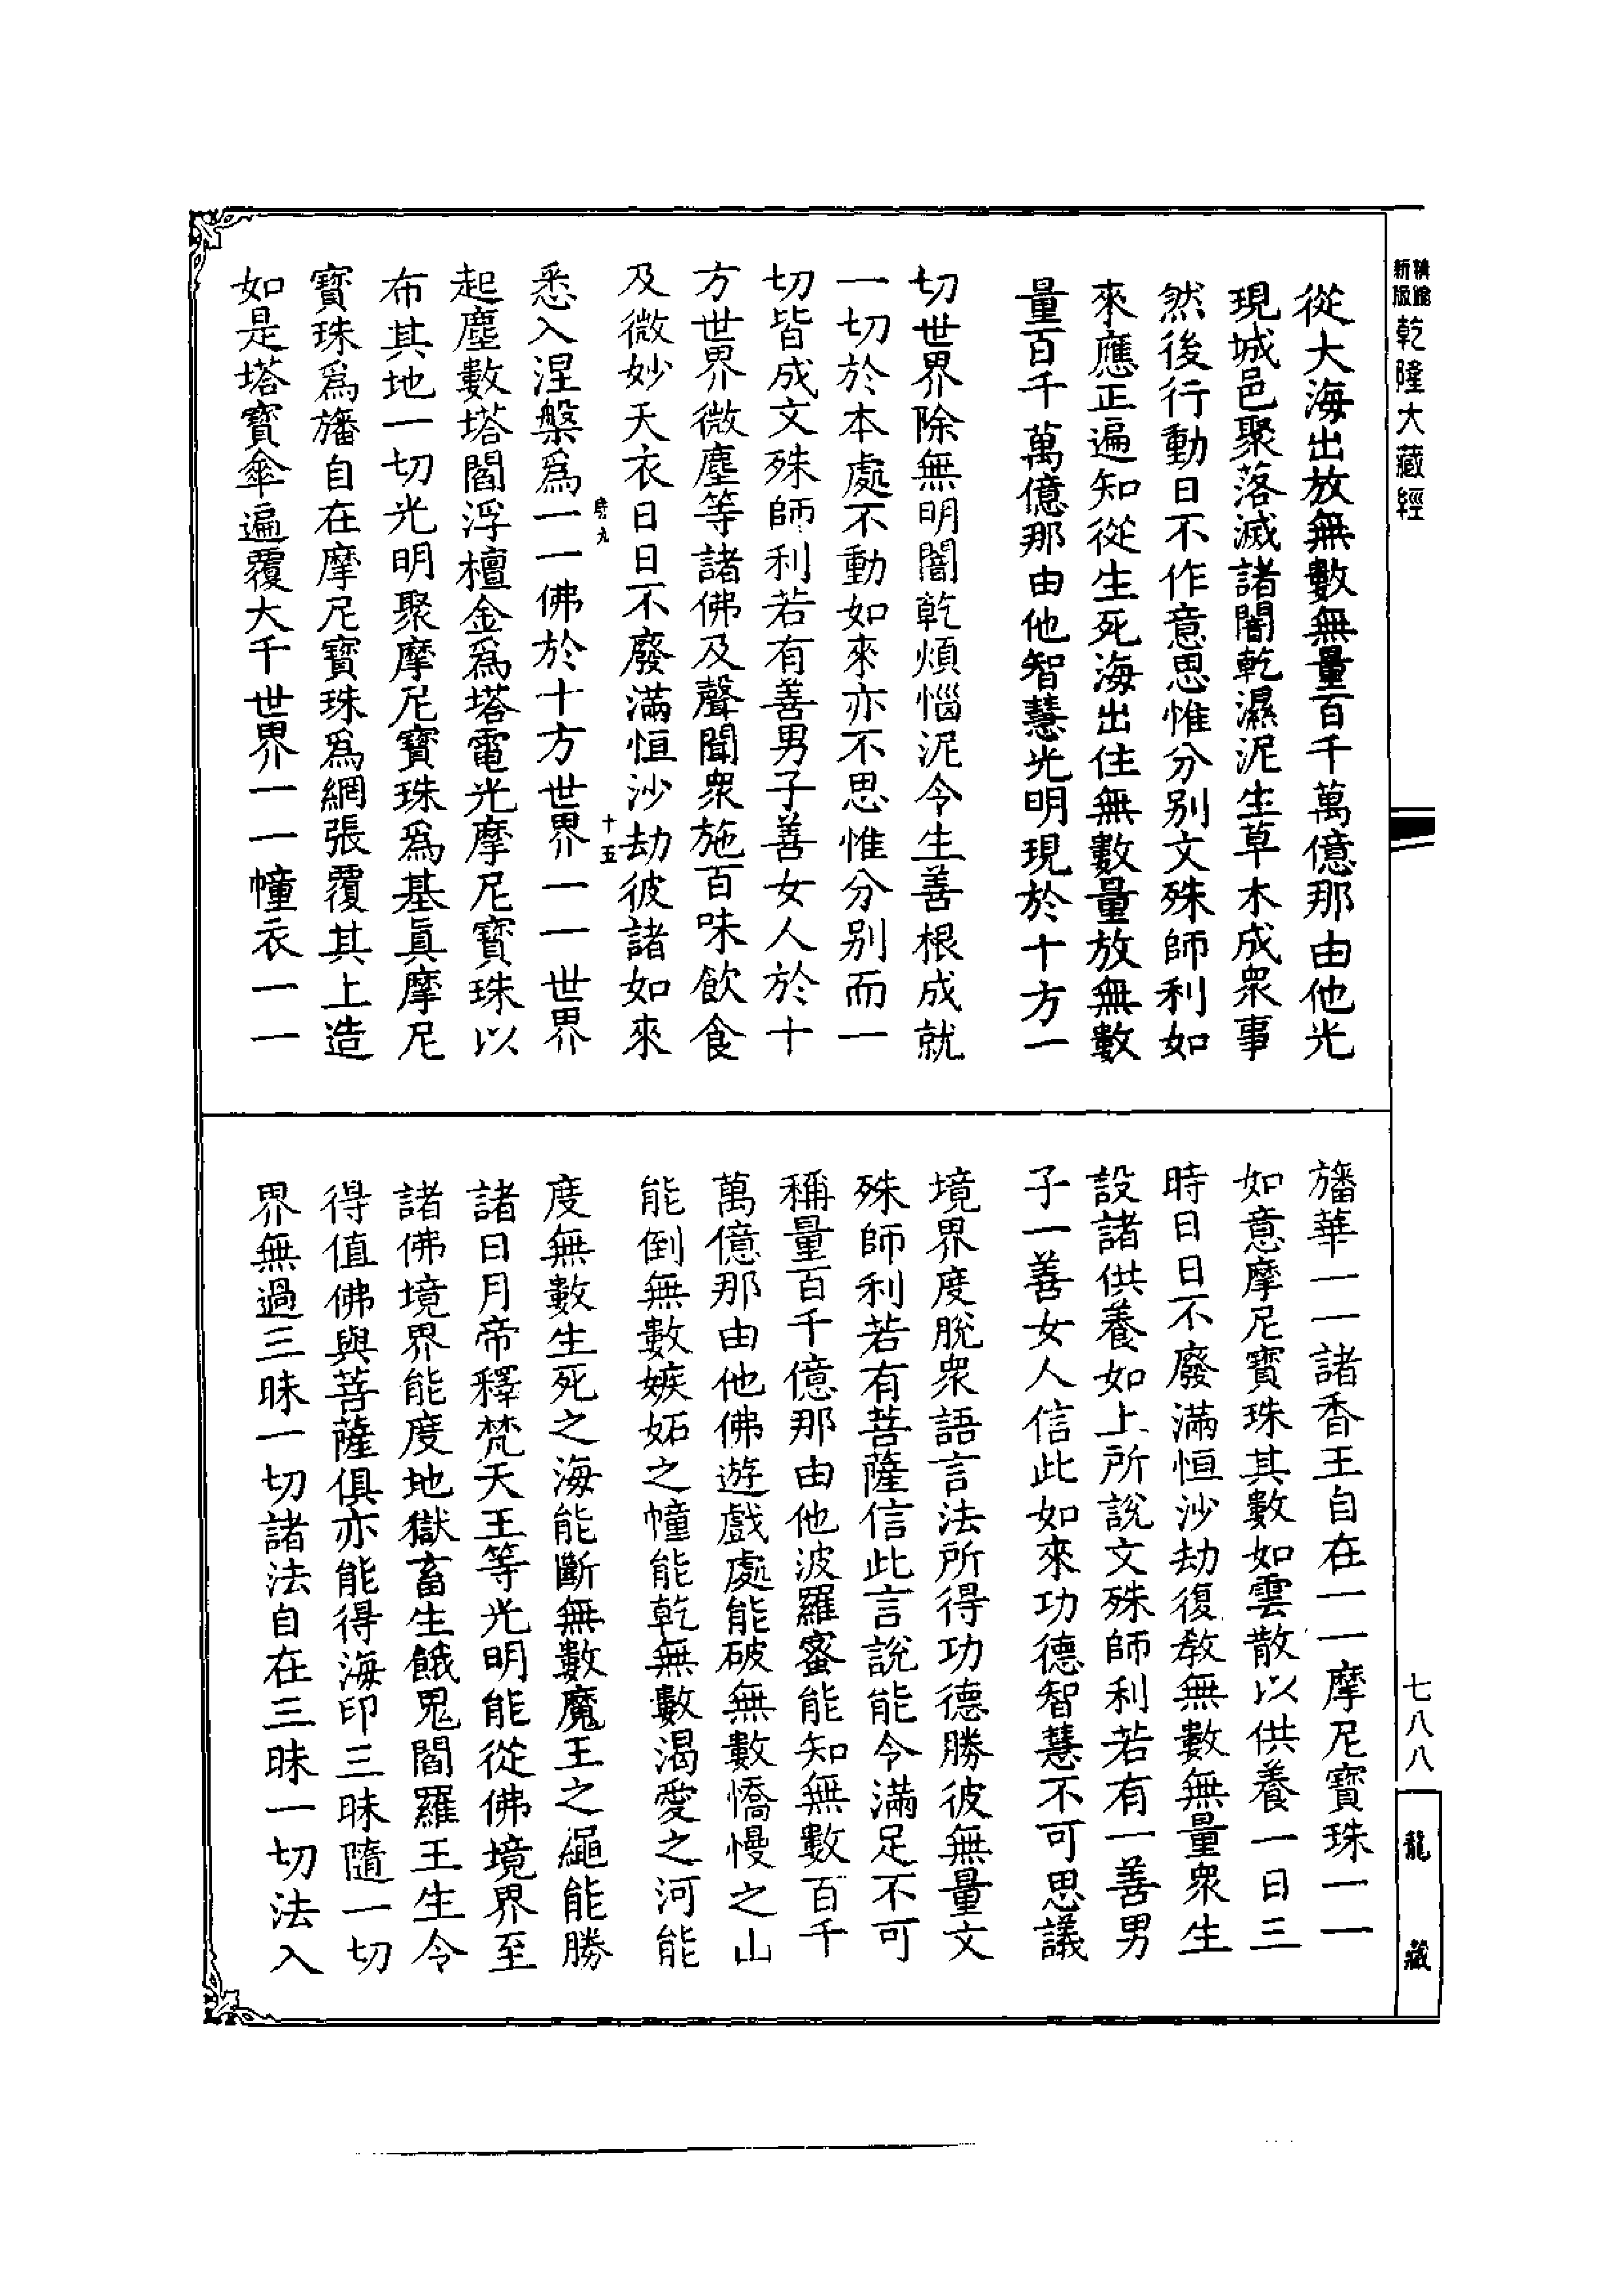 新版
乾隆大藏經
七八八
龍藏
從大海出放無數無量百千萬億那由他光
現城邑聚落滅諸闇乾濕泥生草木成衆事
然後行動日不作意思惟分别文殊師利如
來應正遍知從生死海出住無數量放無數
量百千萬億那由他智慧光明現於十方一
切世界除無明闇乾煩惱泥令生善根成就
一切於本處不動如來亦不思惟分别而一
切皆成文殊師利若有善男子善女人於十
方世界微塵等諸佛及聲聞衆施百味飲食
及微妙天衣日日不廢滿恒沙劫彼諸如來
十五
悉入涅槃爲一一佛於十方世界一一世界
起塵數塔閻浮檀金爲塔電光摩尼寶珠以
布其地一切光明聚摩尼寶珠爲基眞摩尼
寶珠爲旛自在摩尼寶珠爲網張覆其上造
如是塔寶傘遍覆大千世界一一幢衣一一
旛華一一諸香王自在一一摩尼寶珠一一
如意摩尼寶珠其數如雲散以供養一日三
時日日不廢滿恒沙劫復教無數無量衆生
設諸供養如上所說文殊師利若有一善男
子一善女人信此如來功德智慧不可思議
境界度脫衆語言法所得功德勝彼無量文
殊師利若有菩薩信此言說能令滿足不可
稱量百千億那由他波羅蜜能知無數百千
萬億那由他佛遊戲處能破無數憍慢之山
能倒無數嫉妬之幢能乾無數渴愛之河能
度無數生死之海能斷無數魔王之繩能勝
諸日月帝釋梵天王等光明能從佛境界至
諸佛境界能度地獄畜生餓鬼閻羅王生令
得值佛與菩薩俱亦能得海印三昧隨一切
界無過三昧一切諸法自在三昧一切法入